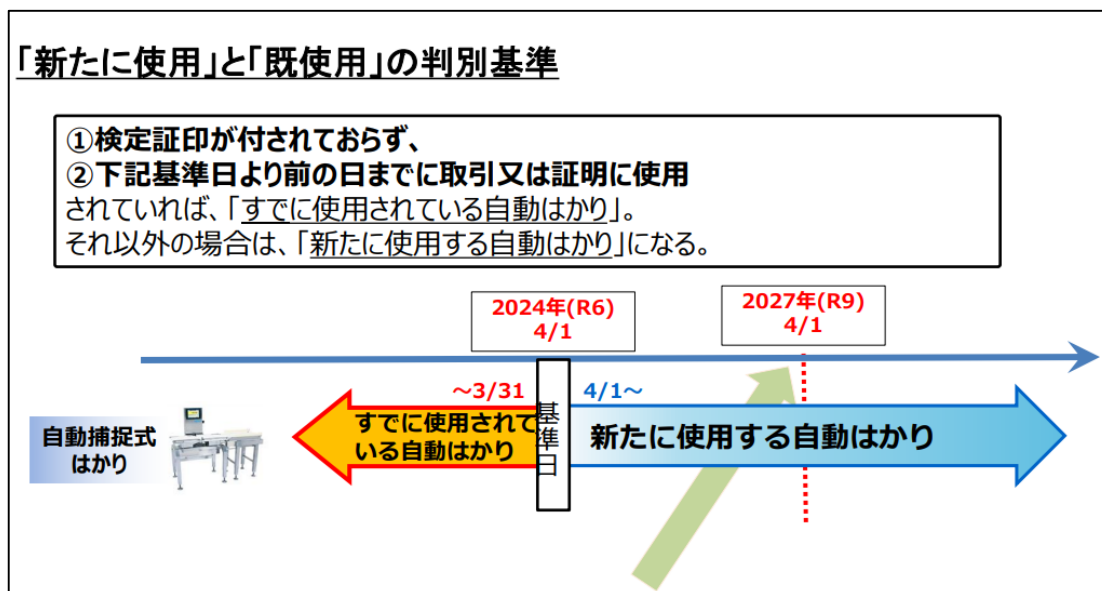 「新たに使用」と「既使用」の判別基準
①検定証印が付されておらず、
②下記基準日より前の日までに取引又は証明に使用
されていれば、「すでに使用されている自動はかり」。
それ以外の場合は、「新たに使用する自動はかり」になる。
2024年(R6)
4/1
2027年(R9)
4/1
～3/31
4/1～
自動捕捉式
はかり
すでに使用されて
いる自動はかり
基準日
新たに使用する自動はかり